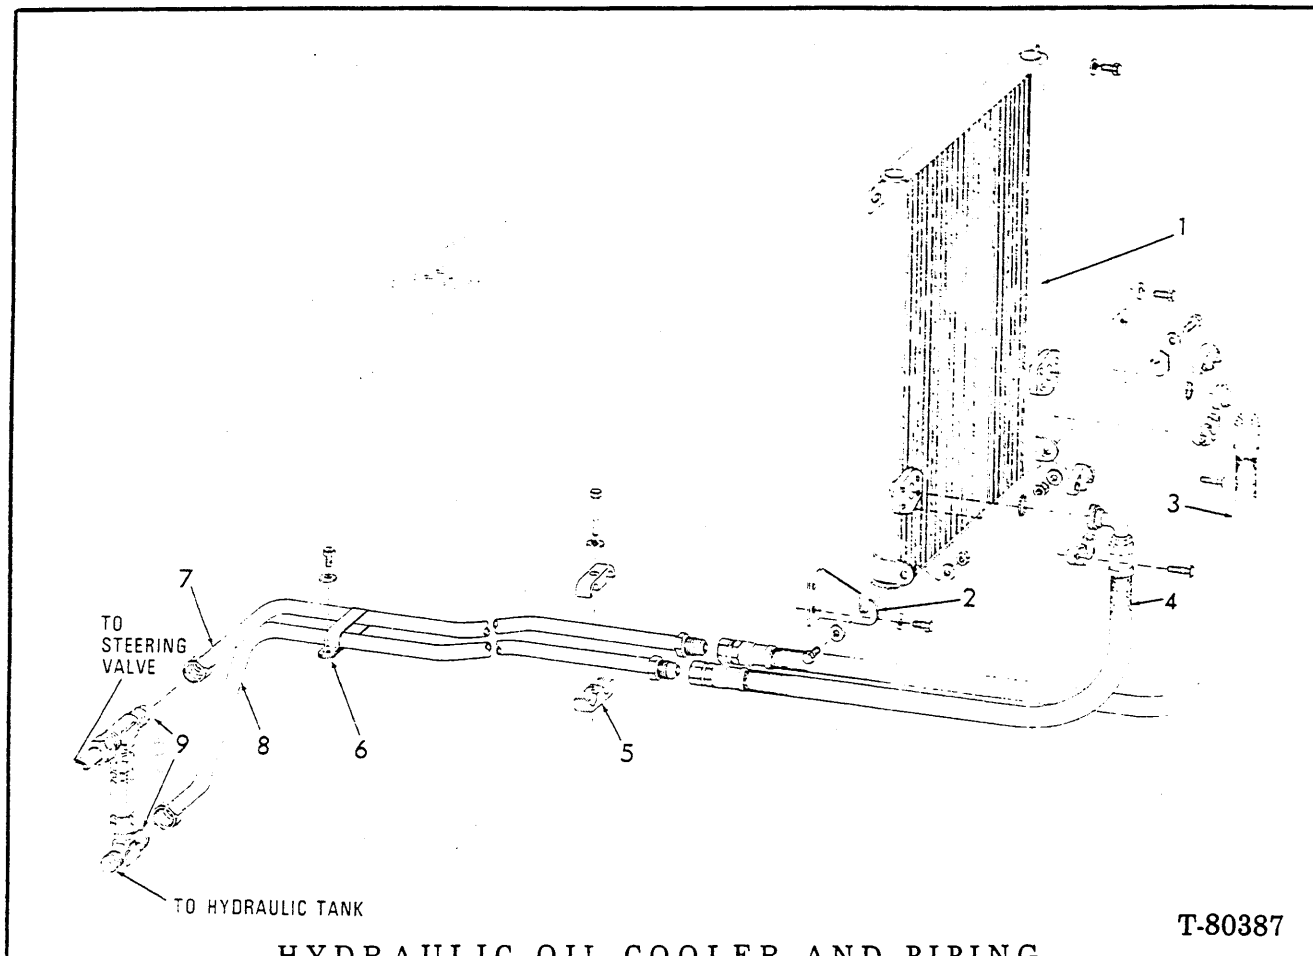 1
2
3
4
5
6
7
8
9
TO
STEERING
VALVE
TO HYDRAULIC TANK
T-80387
HYDRAULIC OIL COOLER AND PIPING